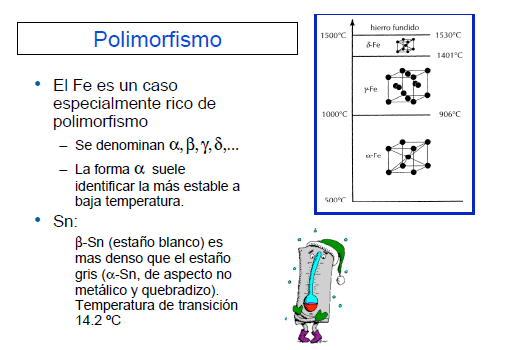 Polimorfismo
• El Fe es un caso
especialmente rico de
polimorfismo
– Se denominan α, β, γ, δ,...
– La forma α suele
identificar la más estable a
baja temperatura.
• Sn:
β-Sn (estaño blanco) es
mas denso que el estaño
gris (α-Sn, de aspecto no
metálico y quebradizo).
Temperatura de transición
14.2 ºC
hierro fundido
1500°C
1530°C
δ-Fe
1401°C
γ-Fe
1000°C
906°C
α-Fe
500°C